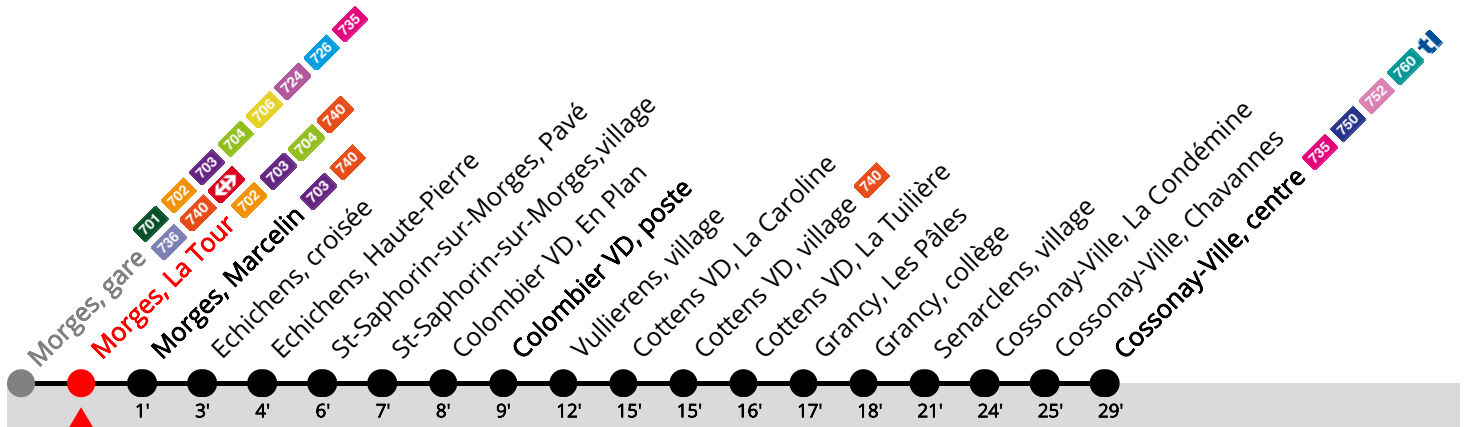 Morges, gare 736 740
701 702 703 704 706 724 726 735
Morges, La Tour 702 703 704 740
Morges, Marcelin 703 740
Echichens, croisée
Echichens, Haute-Pierre
St-Saphorin-sur-Morges, Pavé
St-Saphorin-sur-Morges,village
Colombier VD, En Plan
Colombier VD, poste
Vullierens, village
Cottens VD, La Caroline
Cottens VD, village 740
Cottens VD, La Tuilière
Grancy, Les Pâles
Grancy, collège
Senarclens, village
Cossonay-Ville, La Condémine
Cossonay-Ville, Chavannes
Cossonay-Ville, centre 735 750 752 760 tl
1' 3' 4' 6' 7' 8' 9' 12' 15' 15' 16' 17' 18' 21' 24' 25' 29'